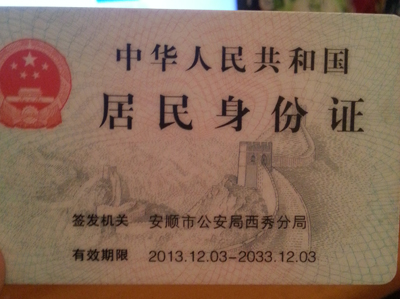 中华人民共和国
居民身份证
签发机关 安顺市公安局西秀分局
有效期限 2013.12.03-2033.12.03